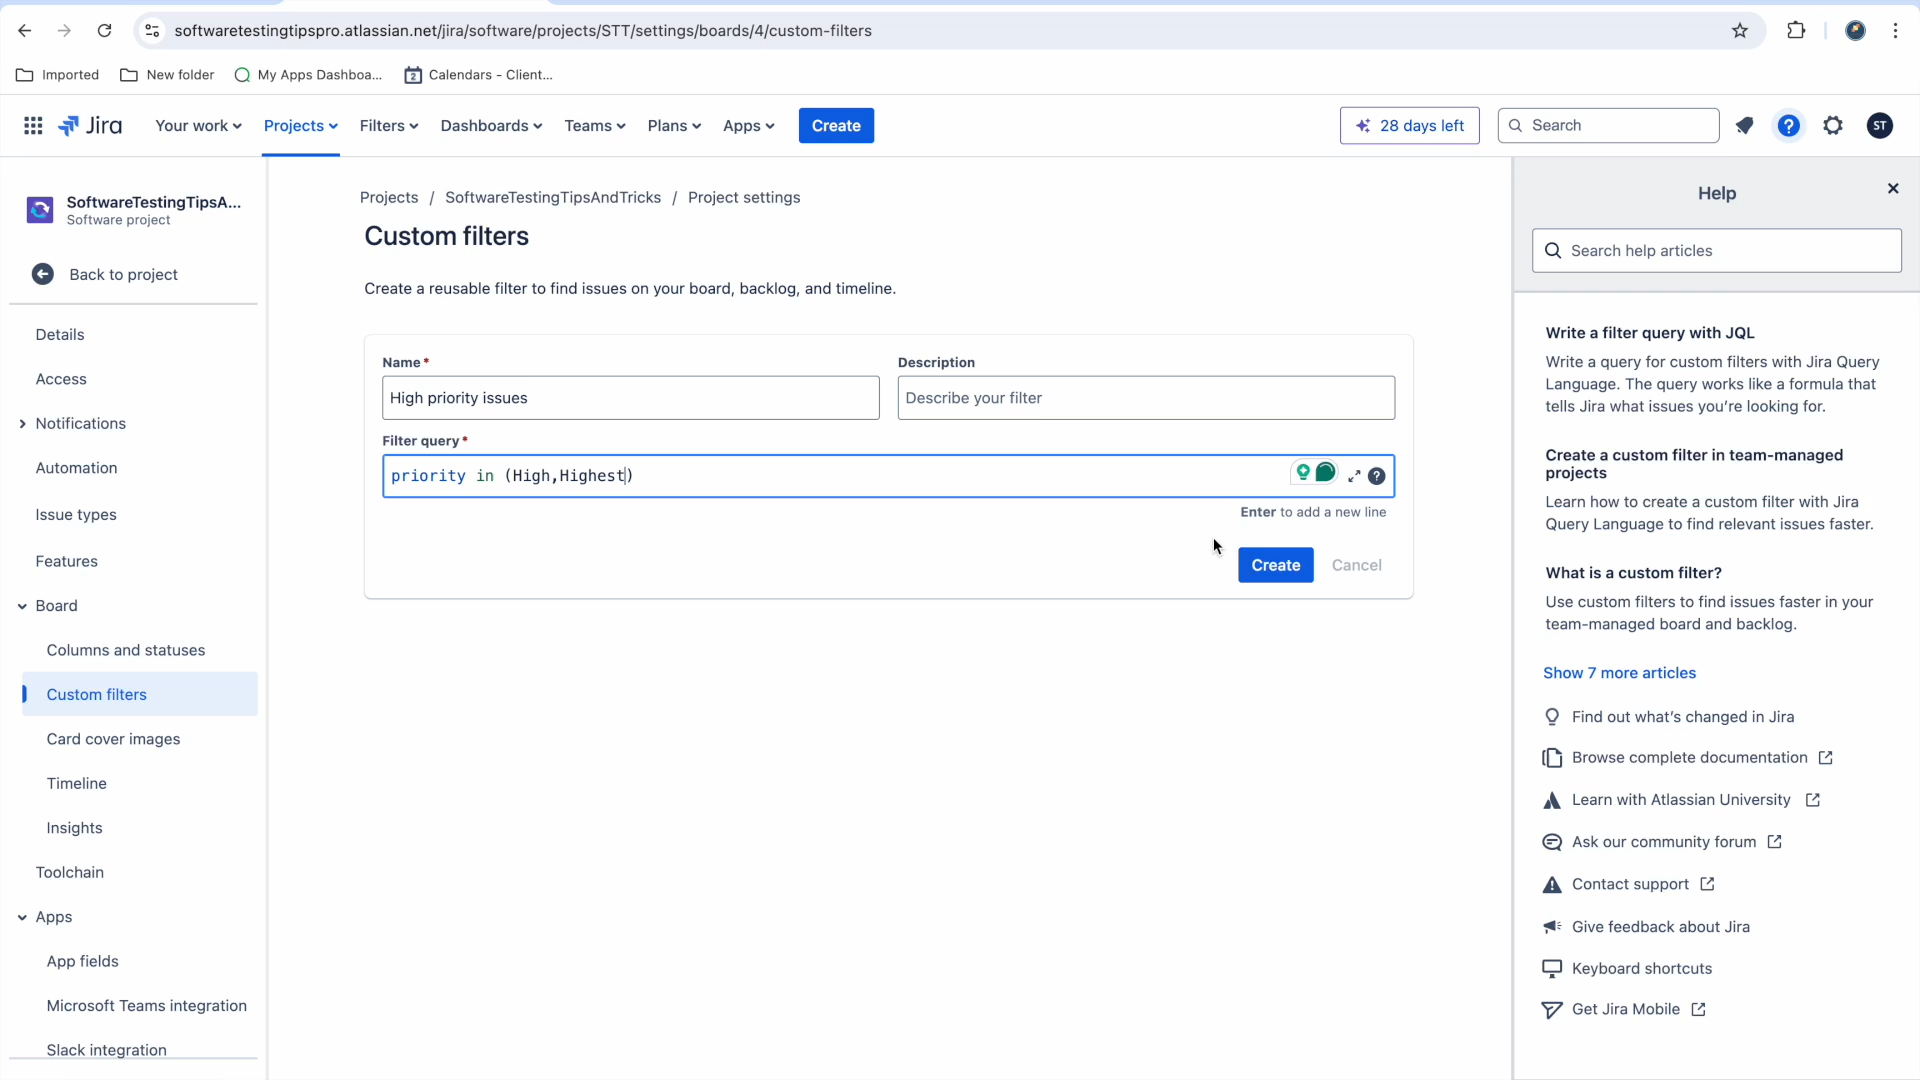 softwaretestingtipspro.atlassian.net/jira/software/projects/STT/settings/boards/4/custom-filters
Imported
New folder
My Apps Dashboa...
2
Calendars - Client...
Jira
Your work
Projects
Filters
Dashboards
Teams
Plans
Apps
Create
28 days left
Search
?
ST
SoftwareTestingTipsA...
Software project
Back to project
Details
Access
Notifications
Automation
Issue types
Features
Board
Columns and statuses
Custom filters
Card cover images
Timeline
Insights
Toolchain
Apps
App fields
Microsoft Teams integration
Slack integration
Projects / SoftwareTestingTipsAndTricks / Project settings
Custom filters
Create a reusable filter to find issues on your board, backlog, and timeline.
Name*
High priority issues
Description
Describe your filter
Filter query*
priority in (High,Highest)
?
Enter to add a new line
Create
Cancel
Help
Search help articles
Write a filter query with JQL
Write a query for custom filters with Jira Query
Language. The query works like a formula that
tells Jira what issues you’re looking for.
Create a custom filter in team-managed
projects
Learn how to create a custom filter with Jira
Query Language to find relevant issues faster.
What is a custom filter?
Use custom filters to find issues faster in your
team-managed board and backlog.
Show 7 more articles
Find out what’s changed in Jira
Browse complete documentation
Learn with Atlassian University
Ask our community forum
Contact support
Give feedback about Jira
Keyboard shortcuts
Get Jira Mobile